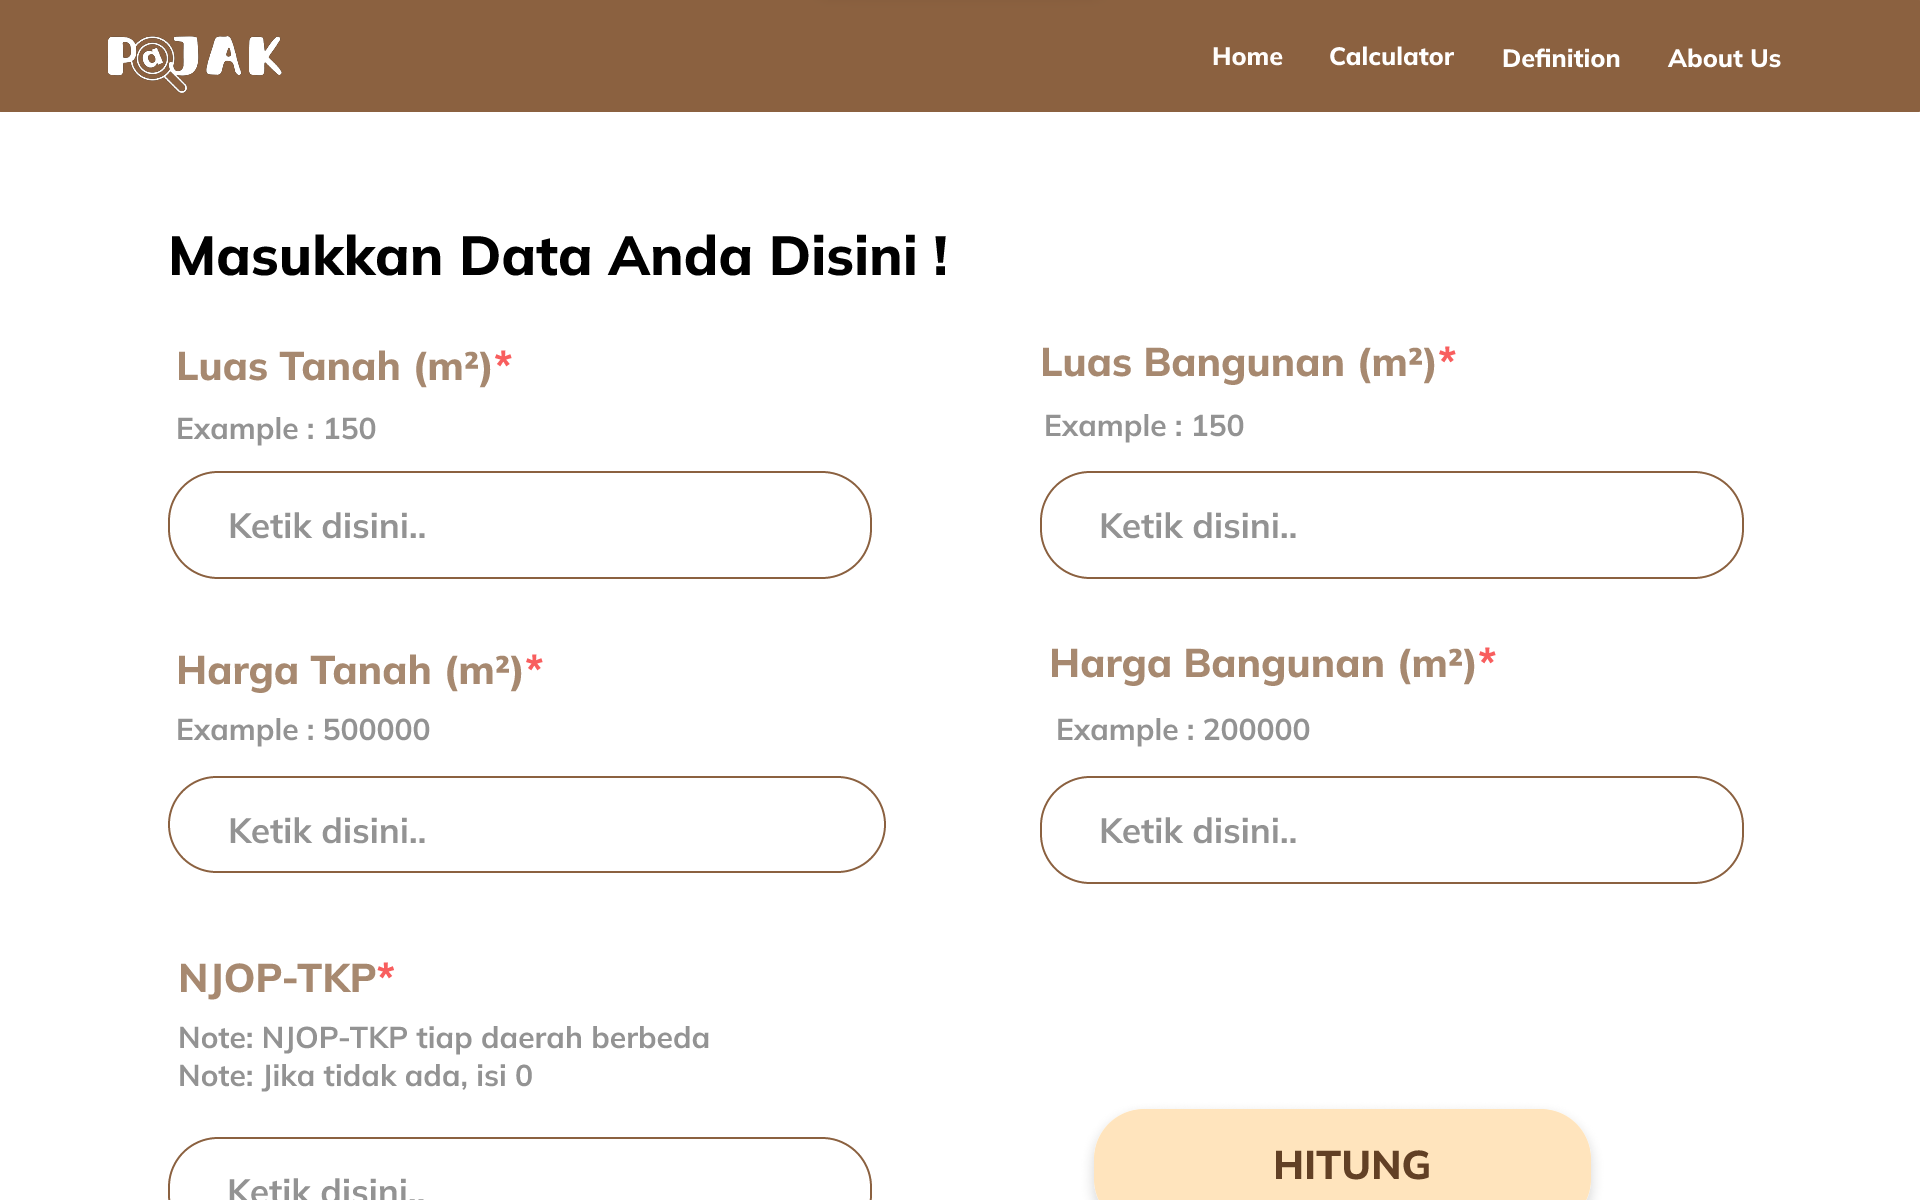 PaJAK
Home Calculator Definition About Us
Masukkan Data Anda Disini !
Luas Tanah (m²)*
Example : 150
Ketik disini..
Luas Bangunan (m²)*
Example : 150
Ketik disini..
Harga Tanah (m²)*
Example : 500000
Ketik disini..
Harga Bangunan (m²)*
Example : 200000
Ketik disini..
NJOP-TKP*
Note: NJOP-TKP tiap daerah berbeda
Note: Jika tidak ada, isi 0
Ketik disini..
HITUNG